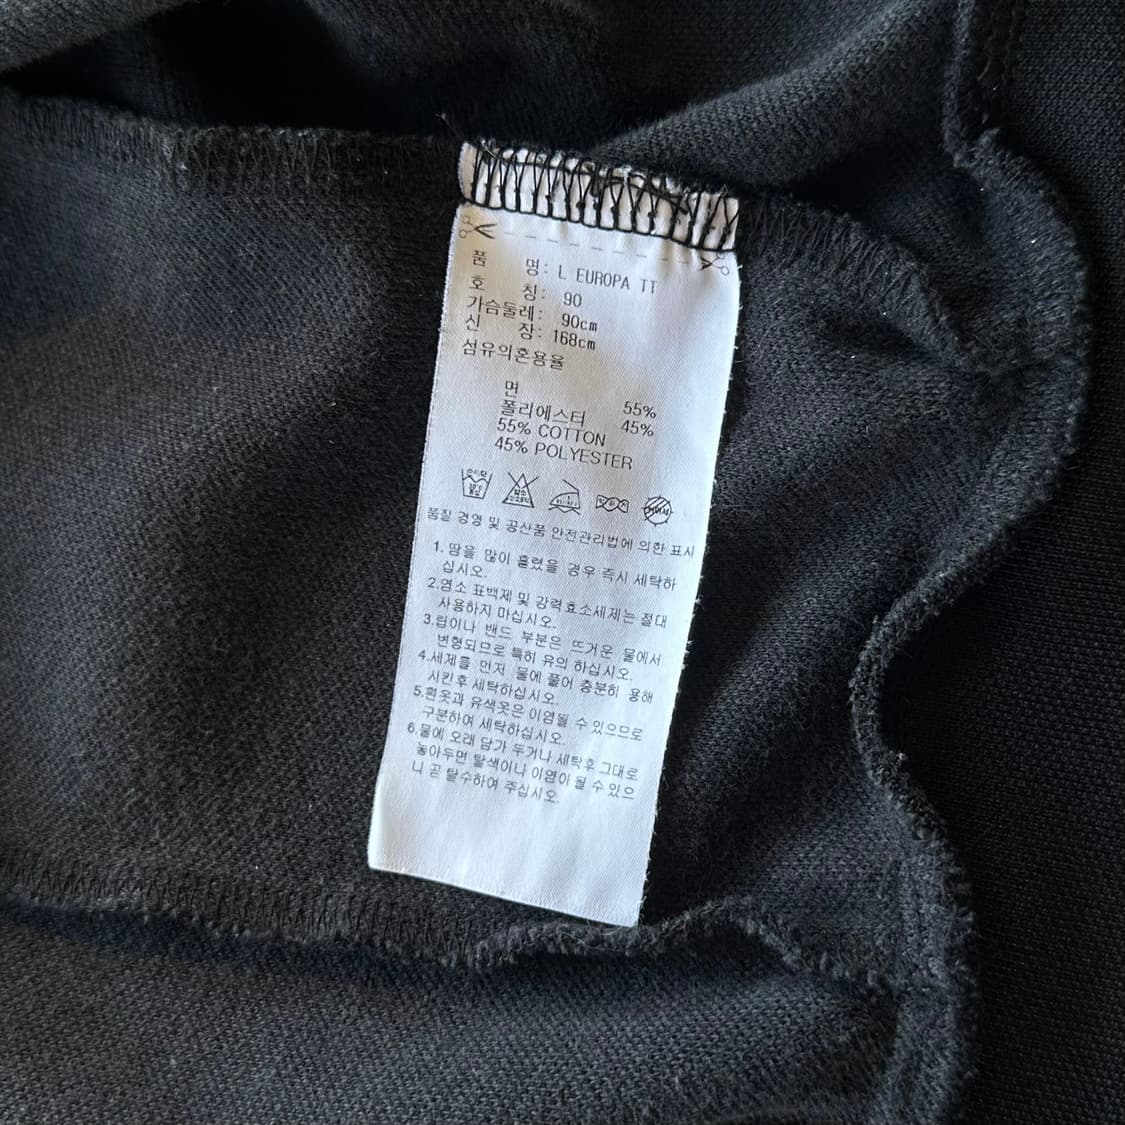 품 명: L EUROPA TT
호 칭: 90
가슴둘레: 90cm
신 장: 168cm
섬유의혼용율
면 55%
폴리에스터 45%
55% COTTON
45% POLYESTER
품질 경영 및 공산품 안전관리법에 의한 표시
1.땀을 많이 흘렸을 경우 즉시 세탁하
십시오.
2.염소 표백제 및 강력효소세제는 절대
사용하지 마십시오.
3.립이나 밴드 부분은 뜨거운 물에서
변형되므로 특히 유의 하십시오.
4.세제를 먼저 물에 풀어 충분히 용해
시킨후 세탁하십시오.
5.흰옷과 유색옷은 이염될 수 있으므로
구분하여 세탁하십시오.
6.물에 오래 담가 두거나 세탁후 그대로
놓아두면 탈색이나 이염이 될 수 있으
니 곧 탈수하여 주십시오.